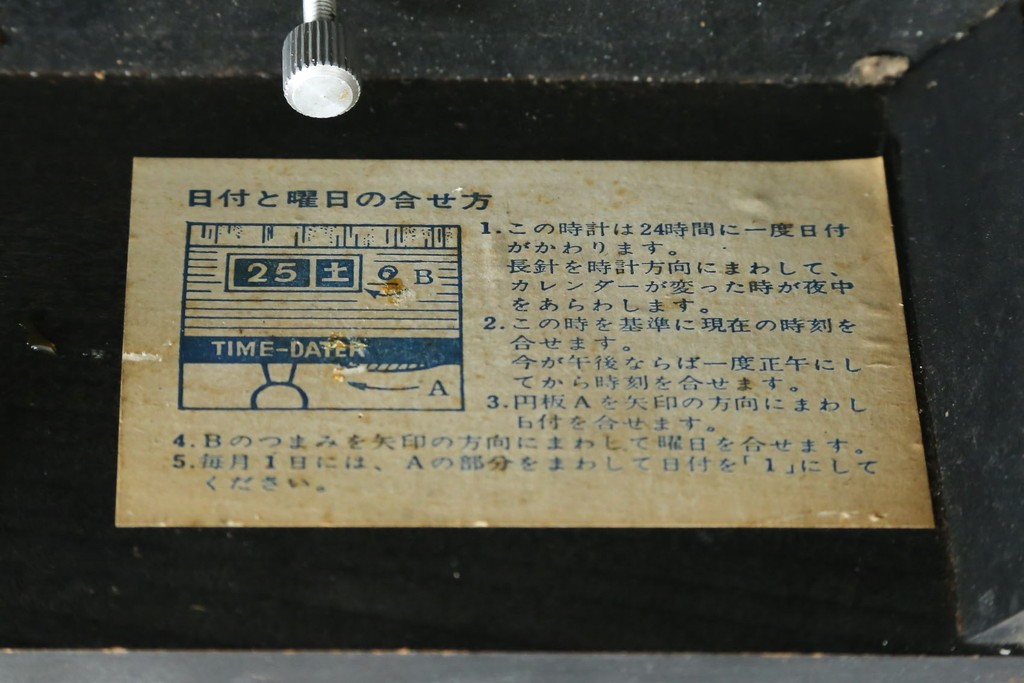 日付と曜日の合せ方
25 土 B
TIME-DATER
A
1.この時計は24時間に一度日付
がかわります。
長針を時計方向にまわして、
カレンダーが変った時が夜中
をあらわします。
2.この時を基準に現在の時刻を
合せます。
今が午後ならば一度正午にし
てから時刻を合せます。
3.円板Aを矢印の方向にまわし
日付を合せます。
4.Bのつまみを矢印の方向にまわして曜日を合せます。
5.毎月1日には、Aの部分をまわして日付を「1」にして
ください。